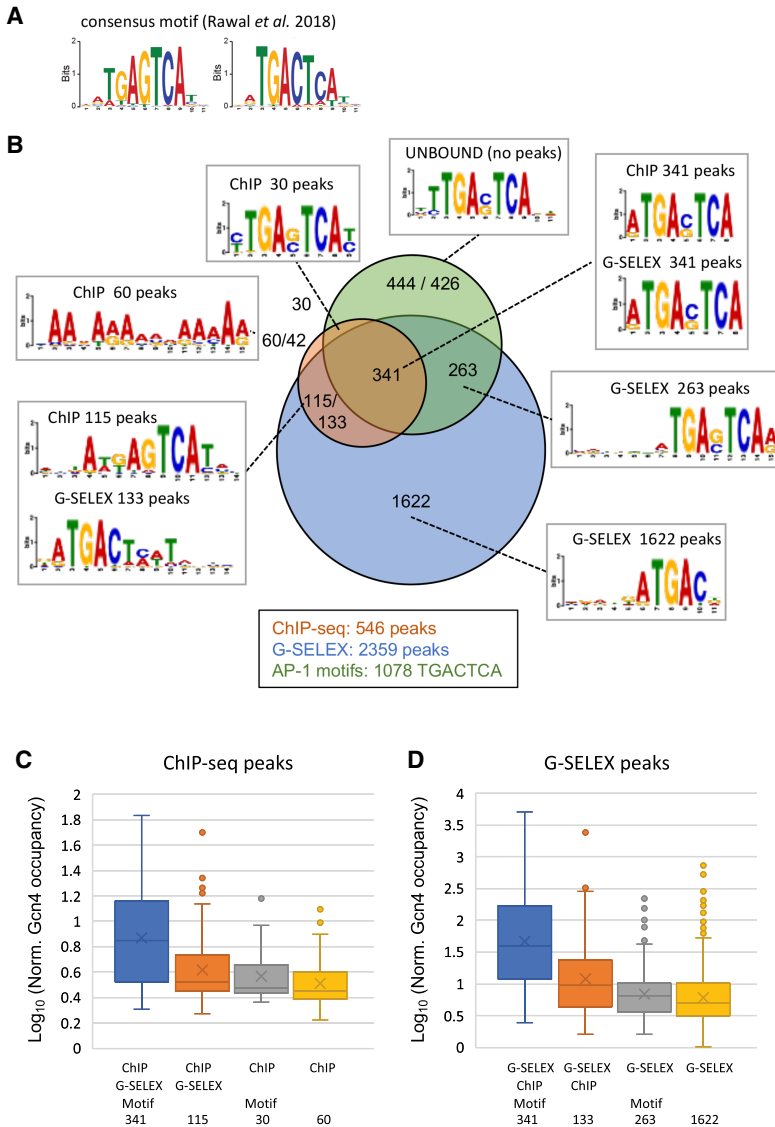 A
consensus motif (Rawal et al. 2018)
Bits
2
1
0
Bits
2
1
0
B
UNBOUND (no peaks)
ChIP 30 peaks
ChIP 341 peaks
G-SELEX 341 peaks
ChIP 60 peaks
444 / 426
30
60/42
341
263
115/
133
1622
G-SELEX 263 peaks
ChIP 115 peaks
G-SELEX 133 peaks
G-SELEX 1622 peaks
ChIP-seq: 546 peaks
G-SELEX: 2359 peaks
AP-1 motifs: 1078 TGACTCA
C
ChIP-seq peaks
Log10 (Norm. Gcn4 occupancy)
2
1.8
1.6
1.4
1.2
1
0.8
0.6
0.4
0.2
0
ChIP ChIP ChIP ChIP
G-SELEX G-SELEX
Motif Motif
341 115 30 60
D
G-SELEX peaks
Log10 (Norm. Gcn4 occupancy)
4
3.5
3
2.5
2
1.5
1
0.5
0
G-SELEX G-SELEX G-SELEX G-SELEX
ChIP ChIP
Motif Motif
341 133 263 1622